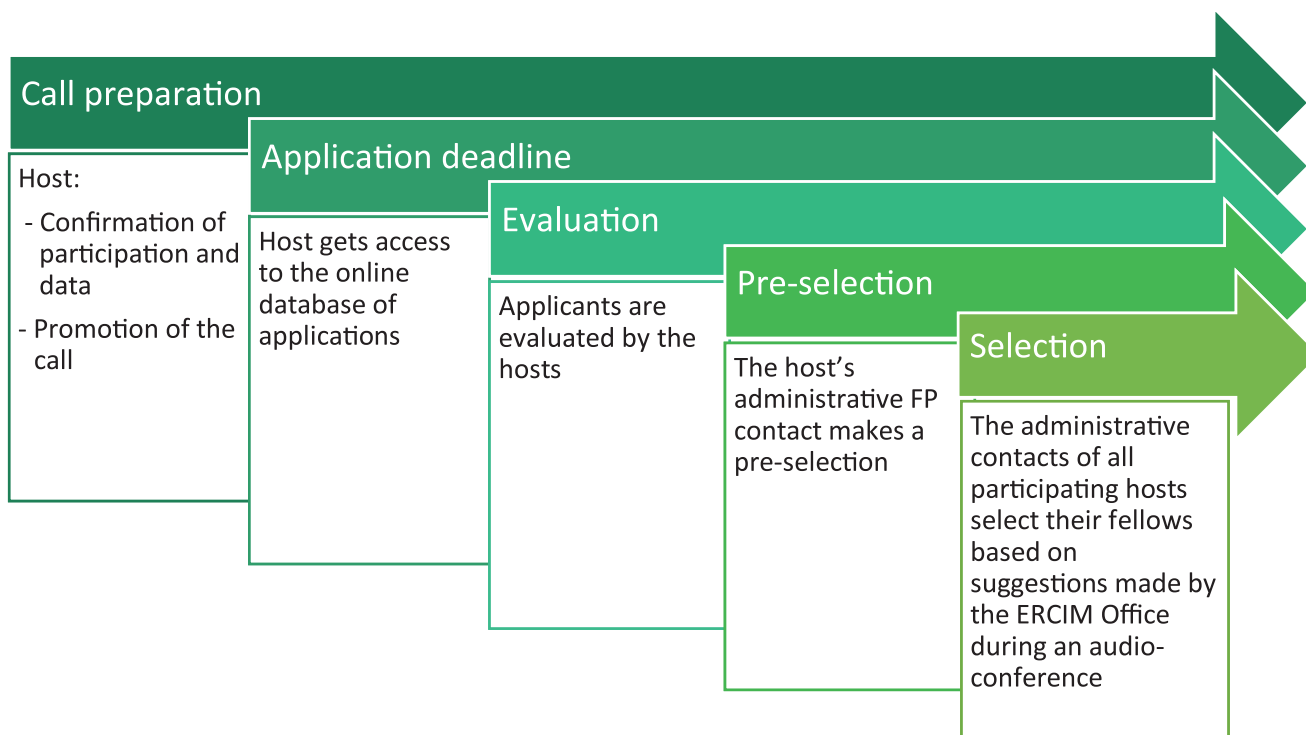 Call preparation
Host:
- Confirmation of
participation and
data
- Promotion of the
call
Application deadline
Host gets access
to the online
database of
applications
Evaluation
Applicants are
evaluated by the
hosts
Pre-selection
The host’s
administrative FP
contact makes a
pre-selection
Selection
The administrative
contacts of all
participating hosts
select their fellows
based on
suggestions made by
the ERCIM Office
during an audio-
conference